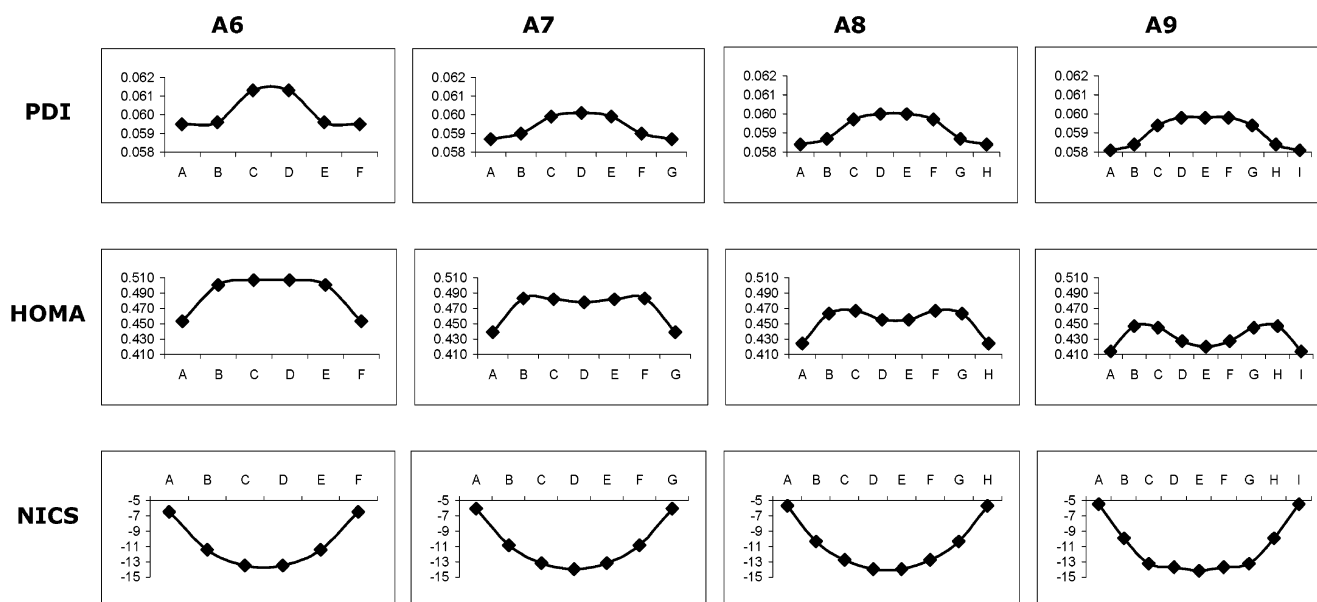 A6 A7 A8 A9
PDI
0.062 0.062 0.062 0.062
0.061 0.061 0.061 0.061
0.060 0.060 0.060 0.060
0.059 0.059 0.059 0.059
0.058 0.058 0.058 0.058
A B C D E F A B C D E F G A B C D E F G H A B C D E F G H I
HOMA
0.510 0.510 0.510 0.510
0.490 0.490 0.490 0.490
0.470 0.470 0.470 0.470
0.450 0.450 0.450 0.450
0.430 0.430 0.430 0.430
0.410 0.410 0.410 0.410
A B C D E F A B C D E F G A B C D E F G H A B C D E F G H I
NICS
A B C D E F A B C D E F G A B C D E F G H A B C D E F G H I
-5 -5 -5 -5
-7 -7 -7 -7
-9 -9 -9 -9
-11 -11 -11 -11
-13 -13 -13 -13
-15 -15 -15 -15